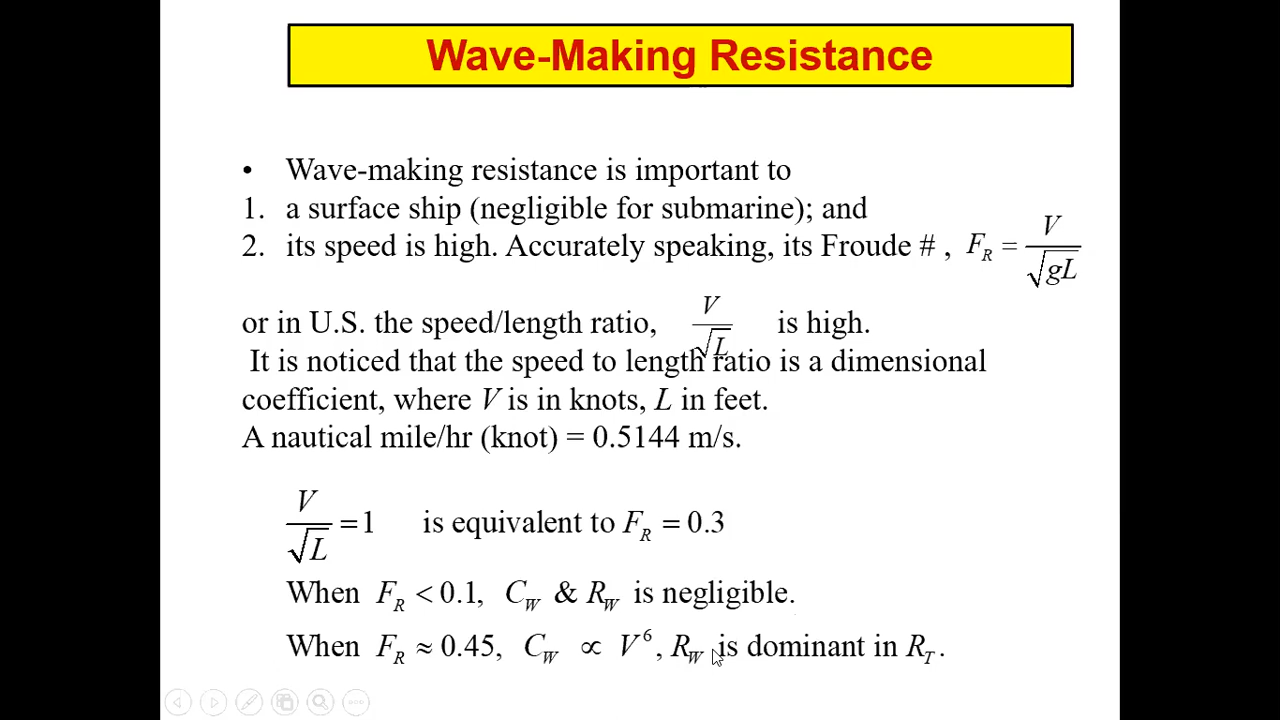 Wave-Making Resistance
• Wave-making resistance is important to
1. a surface ship (negligible for submarine); and
2. its speed is high. Accurately speaking, its Froude # , F_R = V/√(gL)
or in U.S. the speed/length ratio, V/√L is high.
It is noticed that the speed to length ratio is a dimensional
coefficient, where V is in knots, L in feet.
A nautical mile/hr (knot) = 0.5144 m/s.
V/√L = 1 is equivalent to F_R = 0.3
When F_R < 0.1, C_W & R_W is negligible.
When F_R ≈ 0.45, C_W ∝ V⁶, R_W is dominant in R_T.